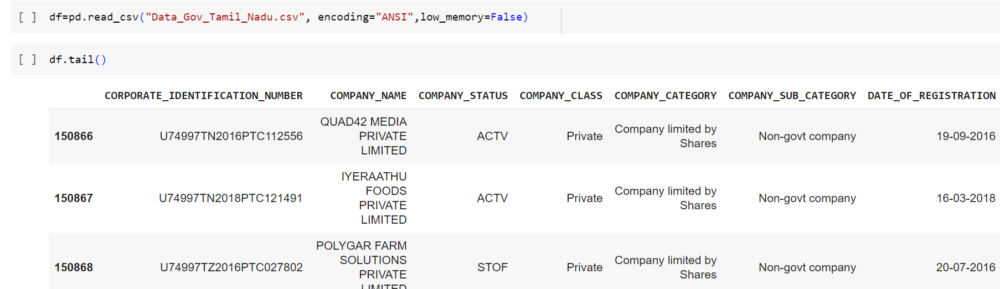 [ ] df=pd.read_csv("Data_Gov_Tamil_Nadu.csv", encoding="ANSI",low_memory=False)
[ ] df.tail()
CORPORATE_IDENTIFICATION_NUMBER COMPANY_NAME COMPANY_STATUS COMPANY_CLASS COMPANY_CATEGORY COMPANY_SUB_CATEGORY DATE_OF_REGISTRATION
150866 U74997TN2016PTC112556 QUAD42 MEDIA PRIVATE LIMITED ACTV Private Company limited by Shares Non-govt company 19-09-2016
150867 U74997TN2018PTC121491 IYERAATHU FOODS PRIVATE LIMITED ACTV Private Company limited by Shares Non-govt company 16-03-2018
150868 U74997TZ2016PTC027802 POLYGAR FARM SOLUTIONS PRIVATE LIMITED STOF Private Company limited by Shares Non-govt company 20-07-2016